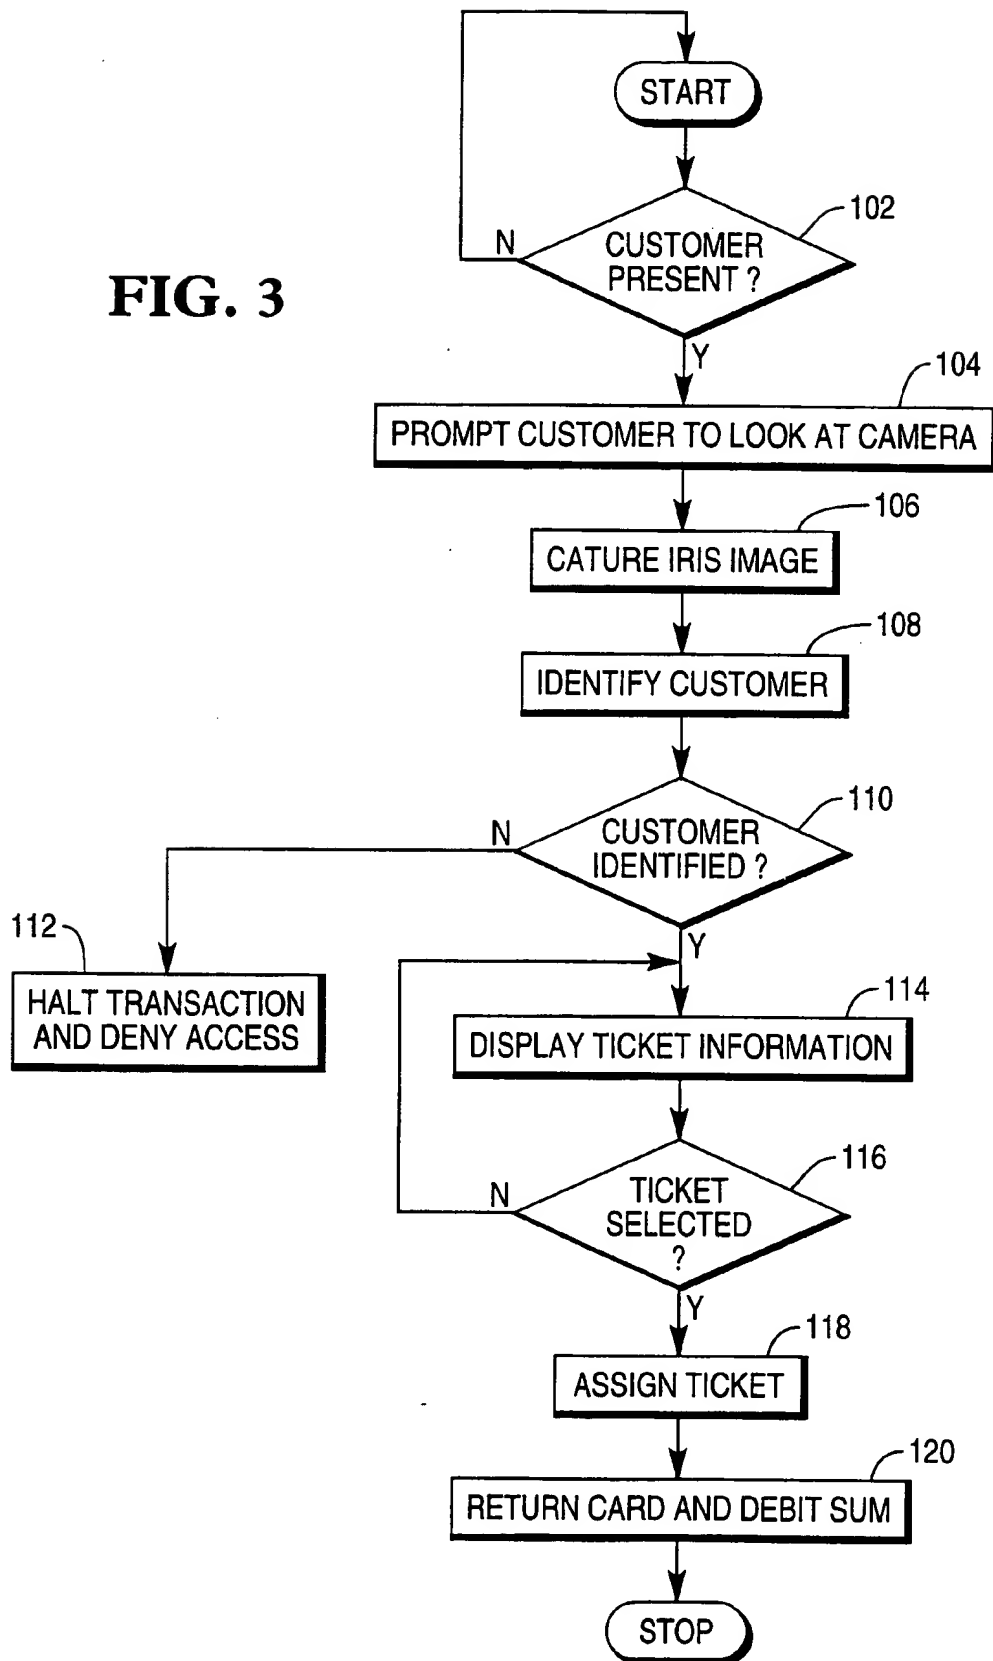 START
102
N
CUSTOMER
PRESENT ?
FIG. 3
Y
104
PROMPT CUSTOMER TO LOOK AT CAMERA
106
CATURE IRIS IMAGE
108
IDENTIFY CUSTOMER
110
N
CUSTOMER
IDENTIFIED ?
112
Y
HALT TRANSACTION
AND DENY ACCESS
114
DISPLAY TICKET INFORMATION
116
N
TICKET
SELECTED
?
Y
118
ASSIGN TICKET
120
RETURN CARD AND DEBIT SUM
STOP